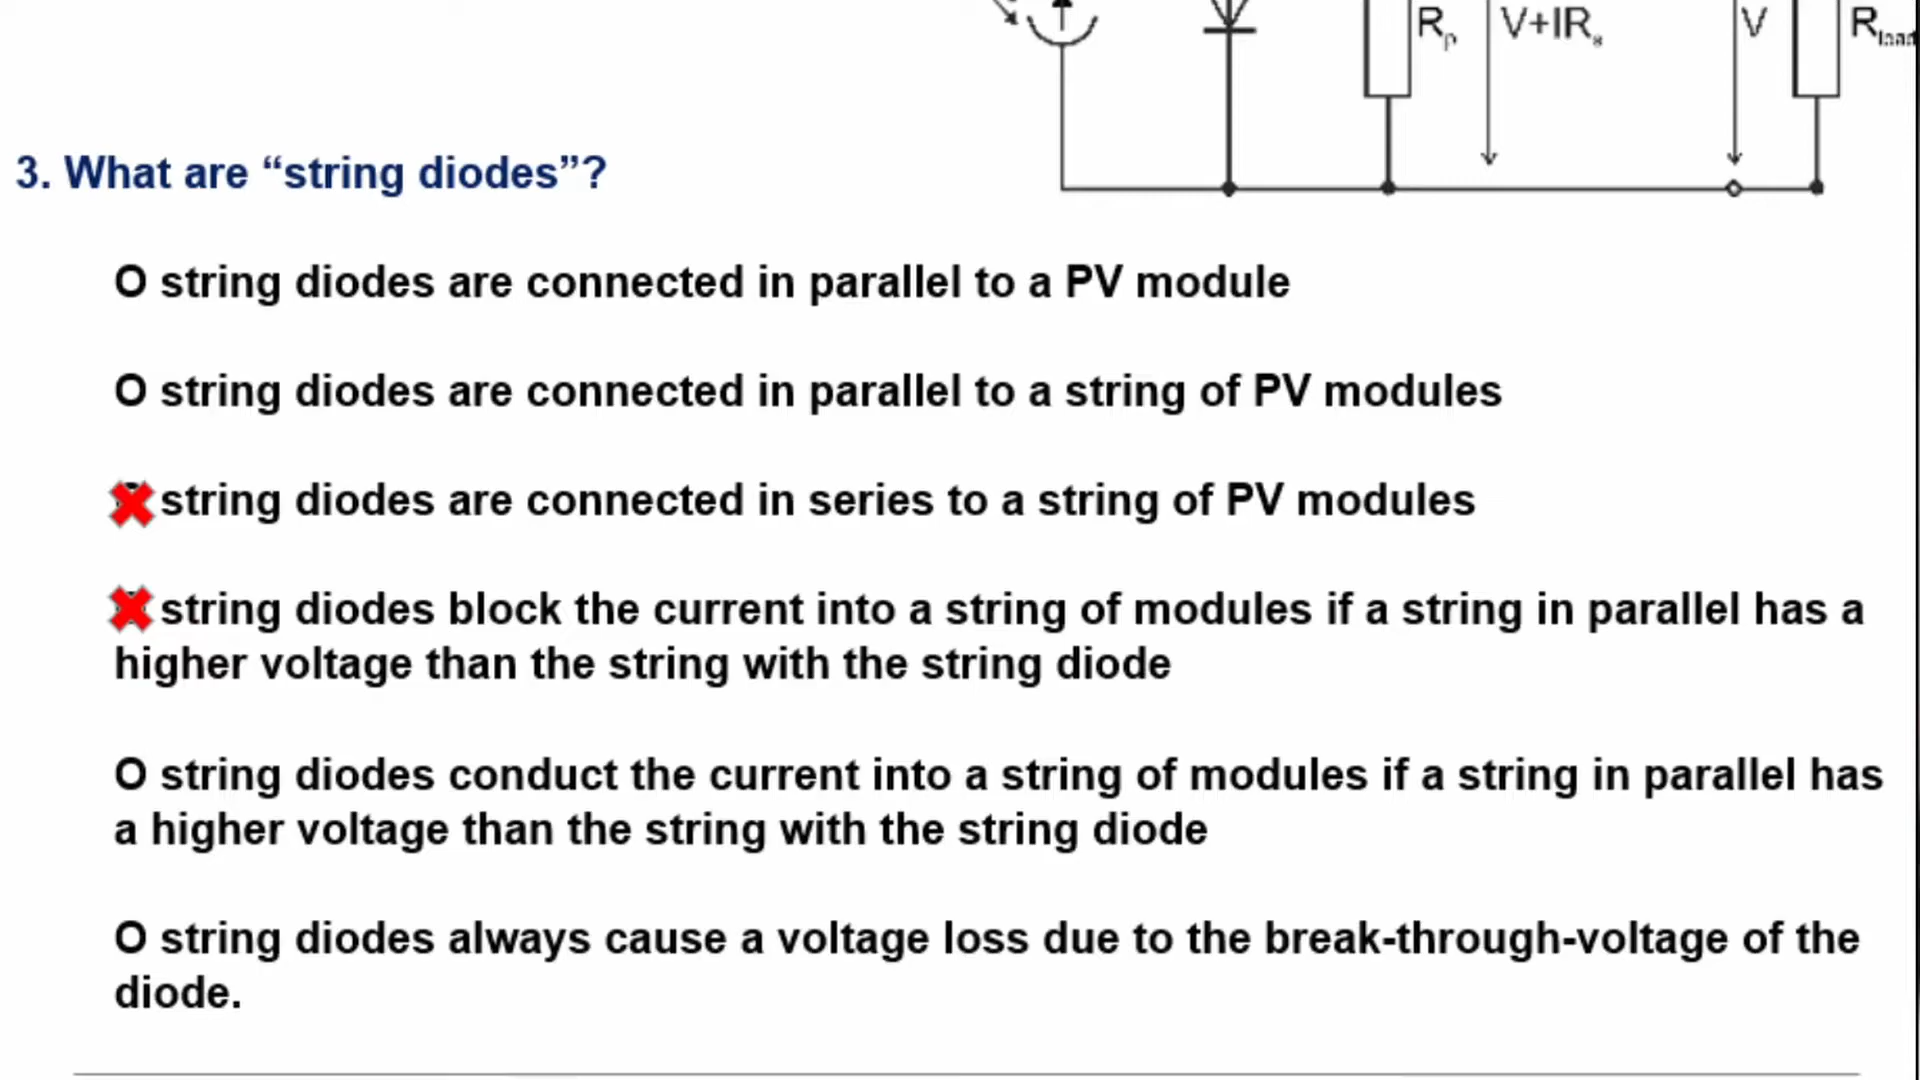 Rp V+IRs V Rload
3. What are “string diodes”?
O string diodes are connected in parallel to a PV module
O string diodes are connected in parallel to a string of PV modules
string diodes are connected in series to a string of PV modules
string diodes block the current into a string of modules if a string in parallel has a
higher voltage than the string with the string diode
O string diodes conduct the current into a string of modules if a string in parallel has
a higher voltage than the string with the string diode
O string diodes always cause a voltage loss due to the break-through-voltage of the
diode.